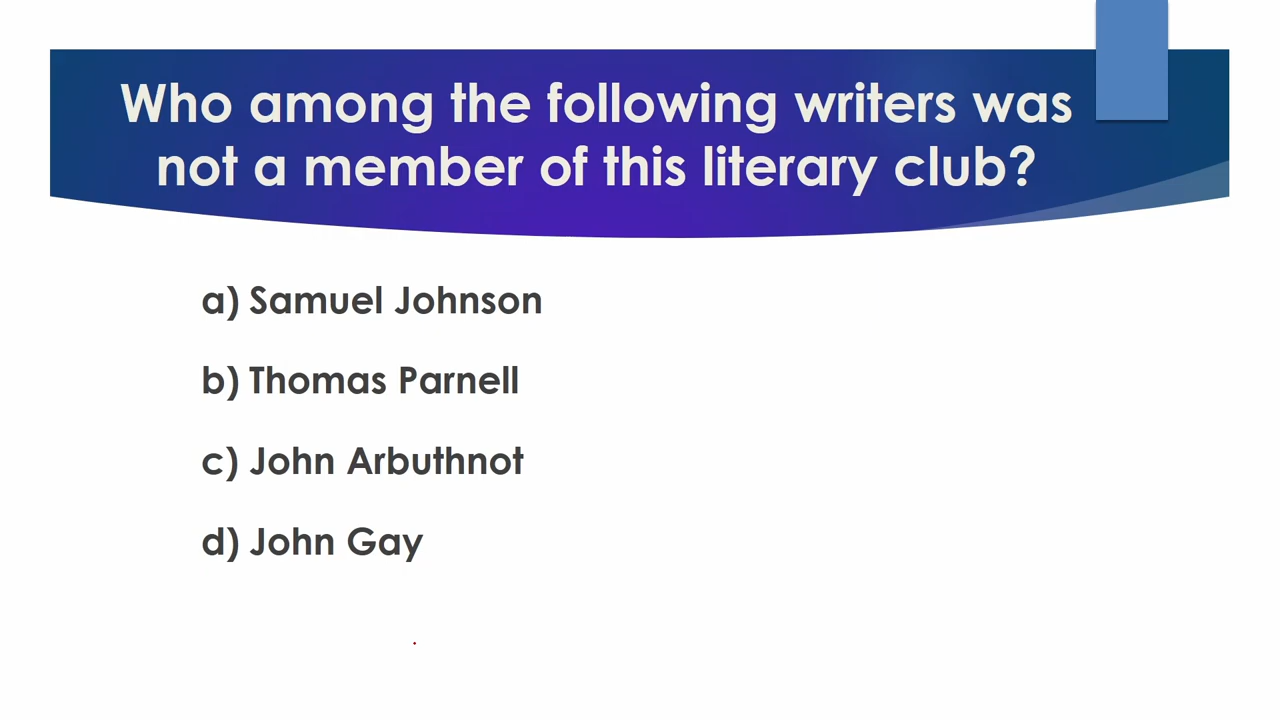 Who among the following writers was
not a member of this literary club?
a) Samuel Johnson
b) Thomas Parnell
c) John Arbuthnot
d) John Gay